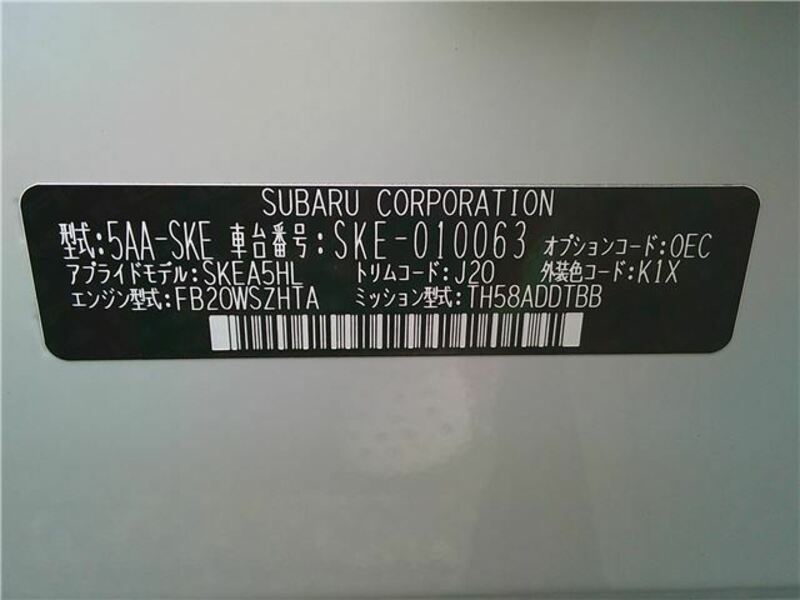 SUBARU CORPORATION
型式:5AA-SKE 車台番号:SKE-010063 オプションコード:OEC
アプライドモデル:SKEA5HL トリムコード:J20 外装色コード:K1X
エンジン型式:FB20WSZHTA ミッション型式:TH58ADDTBB